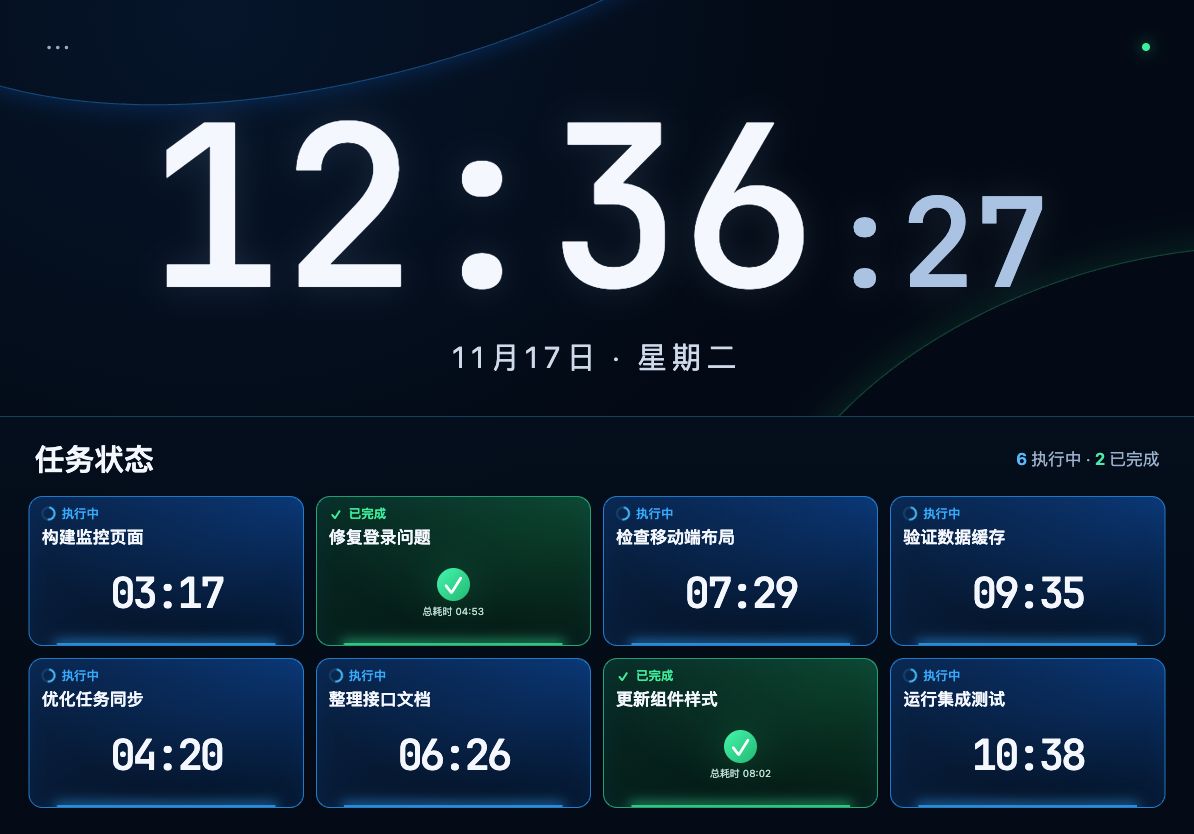 ...
12:36:27
11月17日 · 星期二
任务状态
6 执行中 · 2 已完成
执行中
构建监控页面
03:17
已完成
修复登录问题
总耗时 04:53
执行中
检查移动端布局
07:29
执行中
验证数据缓存
09:35
执行中
优化任务同步
04:20
执行中
整理接口文档
06:26
已完成
更新组件样式
总耗时 08:02
执行中
运行集成测试
10:38